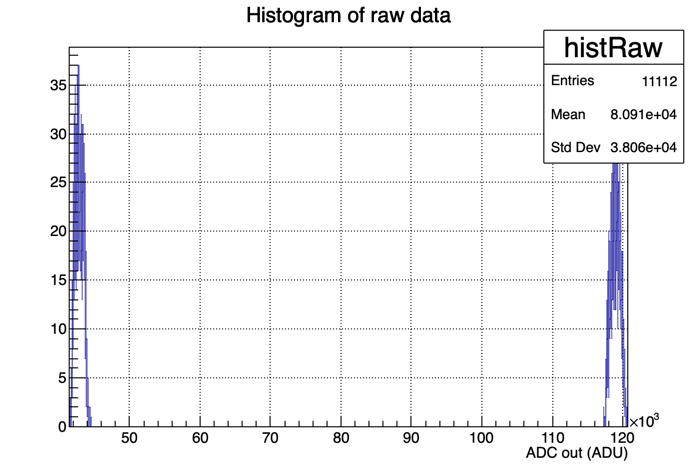 Histogram of raw data
histRaw
Entries 11112
Mean 8.091e+04
Std Dev 3.806e+04
35
30
25
20
15
10
5
0
50 60 70 80 90 100 110 120 ×10³
ADC out (ADU)